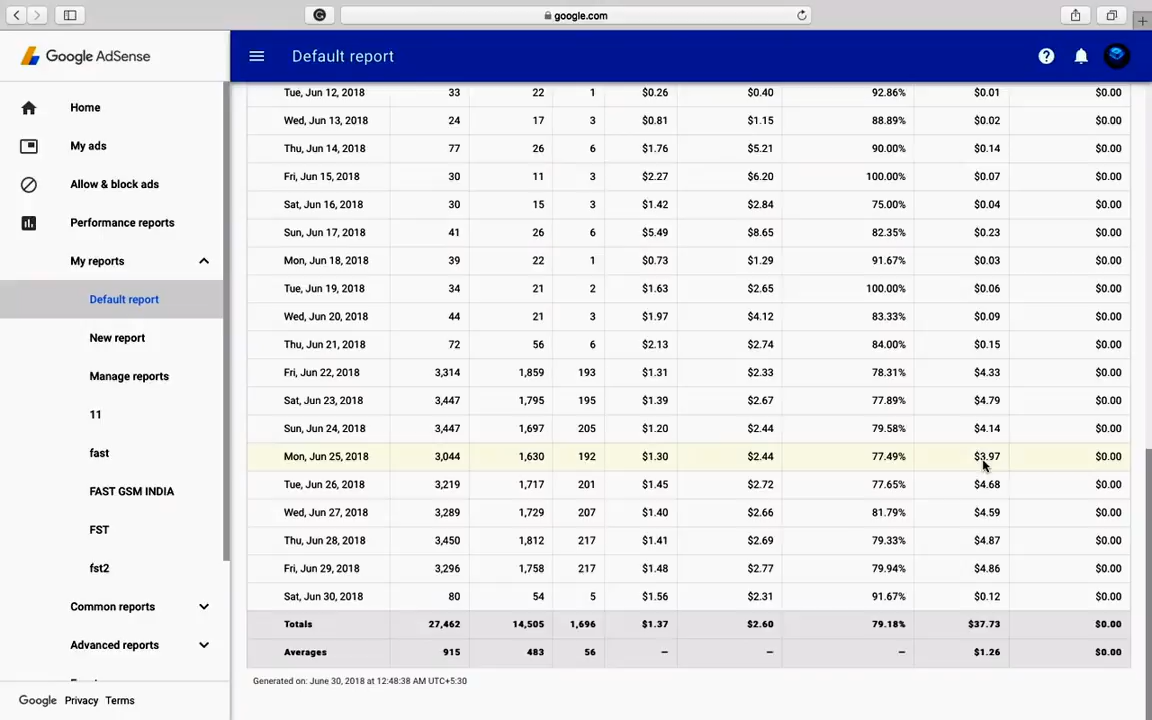 google.com
Google AdSense
Default report
Home
My ads
Allow & block ads
Performance reports
My reports
Default report
New report
Manage reports
11
fast
FAST GSM INDIA
FST
fst2
Common reports
Advanced reports
Google Privacy Terms
Tue, Jun 12, 2018 33 22 1 $0.26 $0.40 92.86% $0.01 $0.00
Wed, Jun 13, 2018 24 17 3 $0.81 $1.15 88.89% $0.02 $0.00
Thu, Jun 14, 2018 77 26 6 $1.76 $5.21 90.00% $0.14 $0.00
Fri, Jun 15, 2018 30 11 3 $2.27 $6.20 100.00% $0.07 $0.00
Sat, Jun 16, 2018 30 15 3 $1.42 $2.84 75.00% $0.04 $0.00
Sun, Jun 17, 2018 41 26 6 $5.49 $8.65 82.35% $0.23 $0.00
Mon, Jun 18, 2018 39 22 1 $0.73 $1.29 91.67% $0.03 $0.00
Tue, Jun 19, 2018 34 21 2 $1.63 $2.65 100.00% $0.06 $0.00
Wed, Jun 20, 2018 44 21 3 $1.97 $4.12 83.33% $0.09 $0.00
Thu, Jun 21, 2018 72 56 6 $2.13 $2.74 84.00% $0.15 $0.00
Fri, Jun 22, 2018 3,314 1,859 193 $1.31 $2.33 78.31% $4.33 $0.00
Sat, Jun 23, 2018 3,447 1,795 195 $1.39 $2.67 77.89% $4.79 $0.00
Sun, Jun 24, 2018 3,447 1,697 205 $1.20 $2.44 79.58% $4.14 $0.00
Mon, Jun 25, 2018 3,044 1,630 192 $1.30 $2.44 77.49% $3.97 $0.00
Tue, Jun 26, 2018 3,219 1,717 201 $1.45 $2.72 77.65% $4.68 $0.00
Wed, Jun 27, 2018 3,289 1,729 207 $1.40 $2.66 81.79% $4.59 $0.00
Thu, Jun 28, 2018 3,450 1,812 217 $1.41 $2.69 79.33% $4.87 $0.00
Fri, Jun 29, 2018 3,296 1,758 217 $1.48 $2.77 79.94% $4.86 $0.00
Sat, Jun 30, 2018 80 54 5 $1.56 $2.31 91.67% $0.12 $0.00
Totals 27,462 14,505 1,696 $1.37 $2.60 79.18% $37.73 $0.00
Averages 915 483 56 – – – $1.26 $0.00
Generated on: June 30, 2018 at 12:48:38 AM UTC+5:30